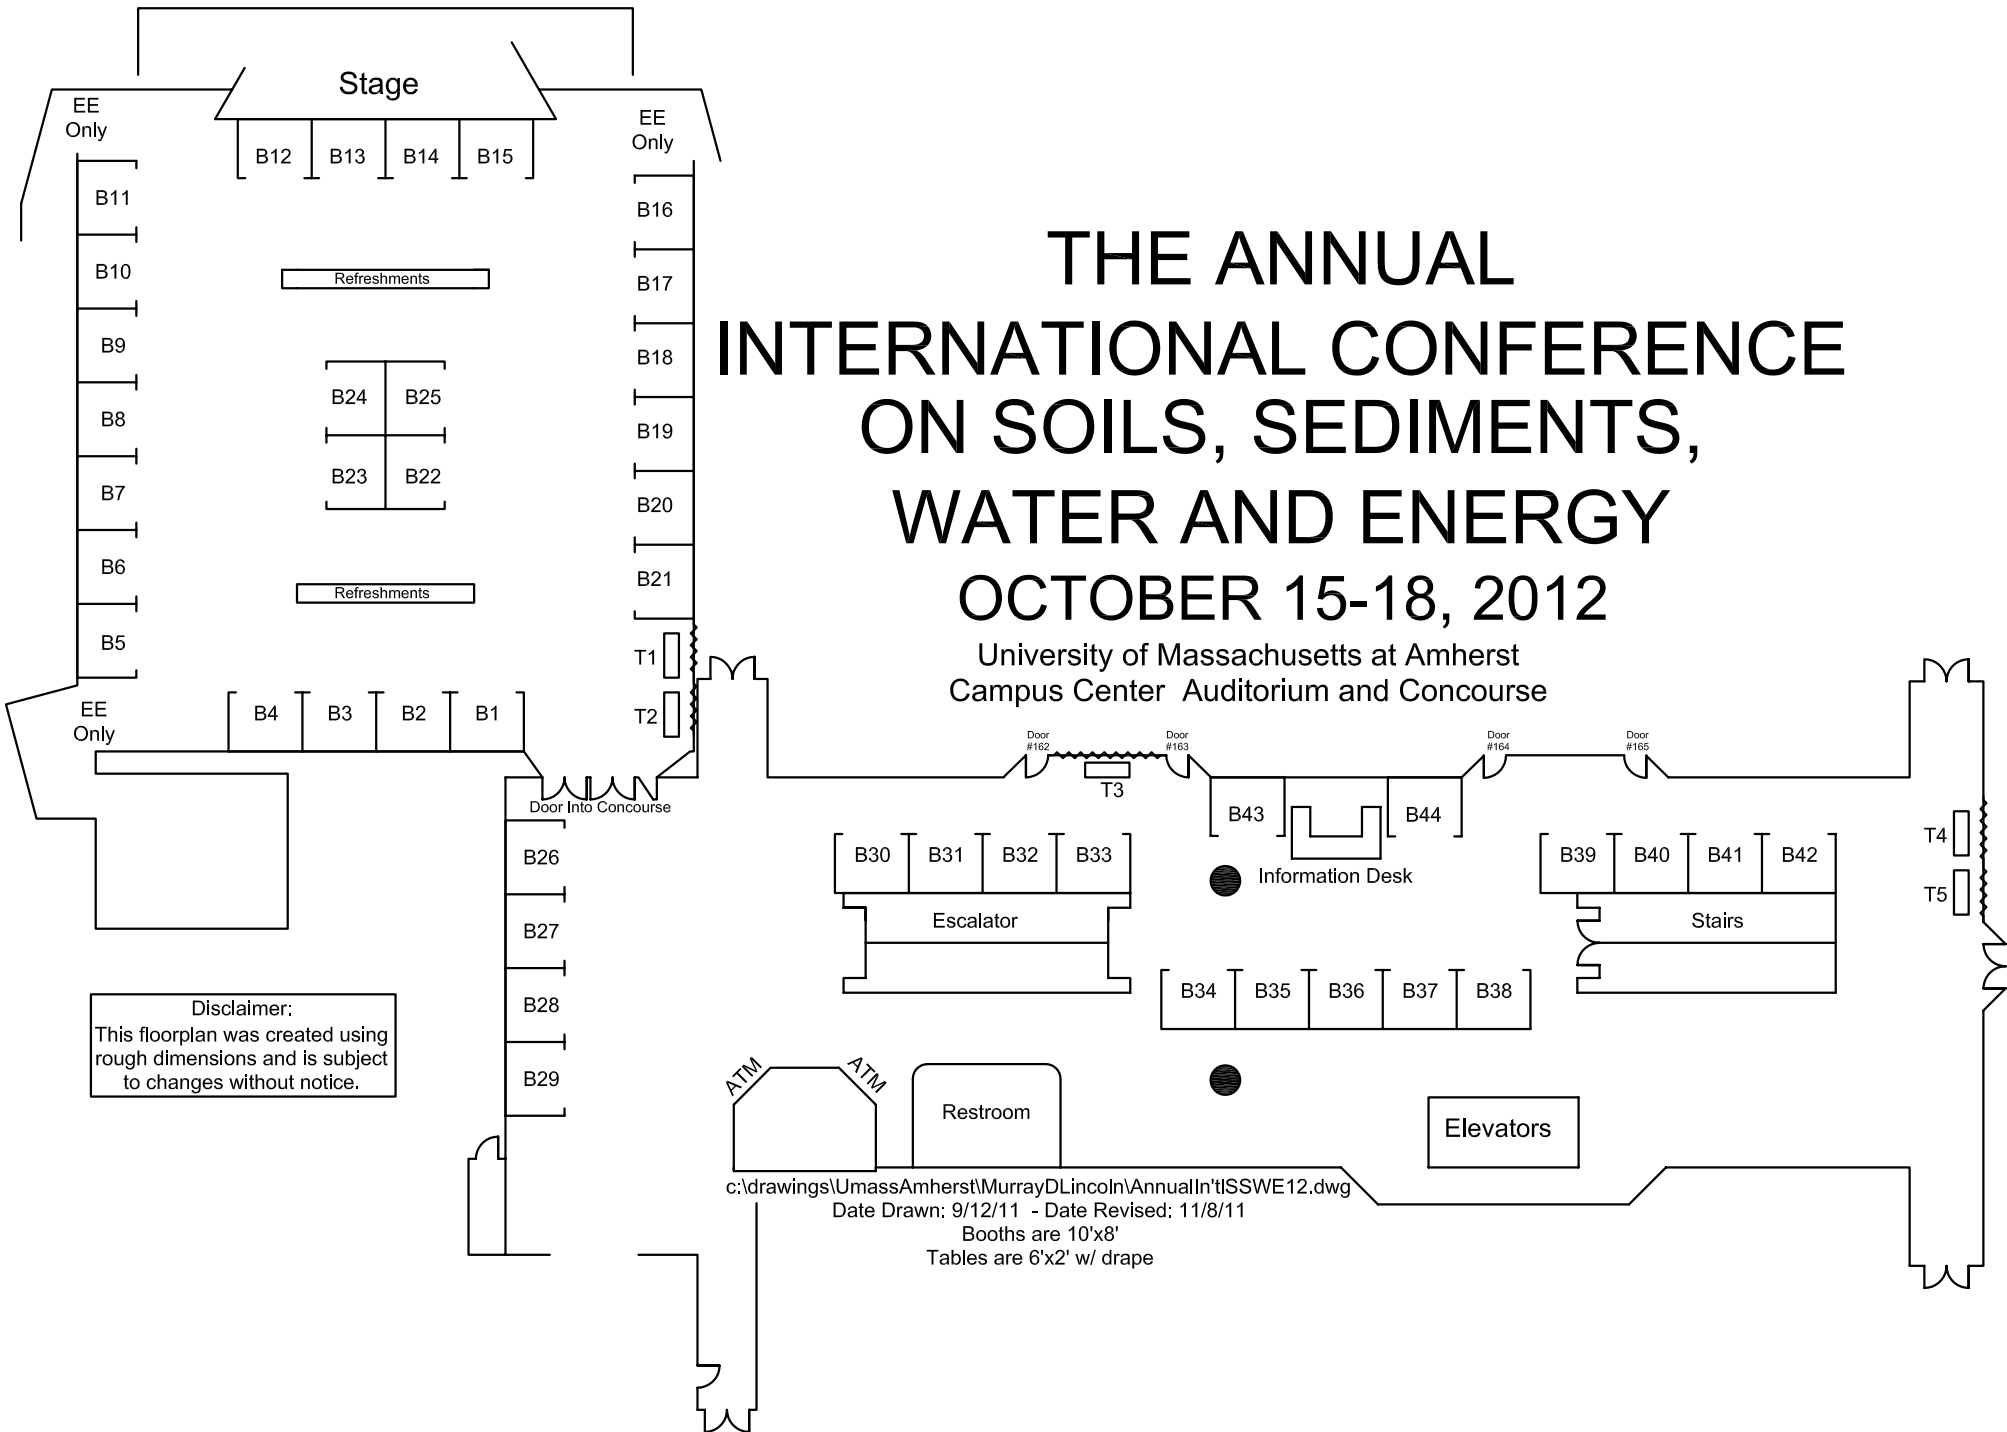 Stage
EE
Only
EE
Only
B12 B13 B14 B15
B11
B10
B9
B8
B7
B6
B5
B16
B17
B18
B19
B20
B21
Refreshments
B24 B25
B23 B22
Refreshments
T1
T2
EE
Only
B4 B3 B2 B1
Door Into Concourse
THE ANNUAL
INTERNATIONAL CONFERENCE
ON SOILS, SEDIMENTS,
WATER AND ENERGY
OCTOBER 15-18, 2012
University of Massachusetts at Amherst
Campus Center Auditorium and Concourse
Door
#162
Door
#163
Door
#164
Door
#165
T3
B43
B44
Information Desk
B30 B31 B32 B33
Escalator
B39 B40 B41 B42
Stairs
T4
T5
B26
B27
B28
B29
B34 B35 B36 B37 B38
ATM
ATM
Restroom
Elevators
Disclaimer:
This floorplan was created using
rough dimensions and is subject
to changes without notice.
c:\drawings\UmassAmherst\MurrayDLincoln\AnnualIn'tlSSWE12.dwg
Date Drawn: 9/12/11 - Date Revised: 11/8/11
Booths are 10'x8'
Tables are 6'x2' w/ drape